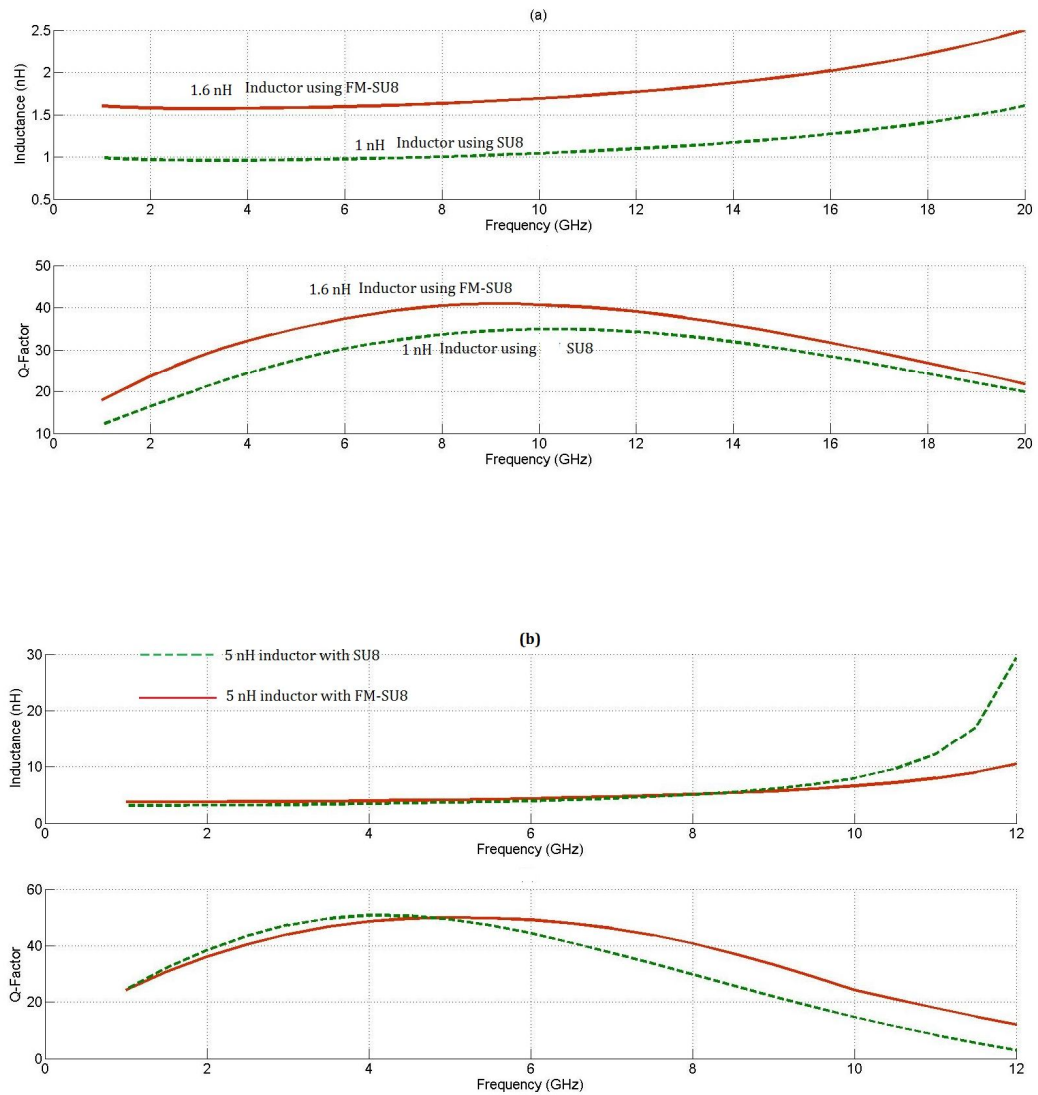 (a)
2.5
2
1.5
1
0.5
Inductance (nH)
1.6 nH Inductor using FM-SU8
1 nH Inductor using SU8
0 2 4 6 8 10 12 14 16 18 20
Frequency (GHz)
50
40
30
20
10
Q-Factor
1.6 nH Inductor using FM-SU8
1 nH Inductor using SU8
0 2 4 6 8 10 12 14 16 18 20
Frequency (GHz)
(b)
30
20
10
0
Inductance (nH)
5 nH inductor with SU8
5 nH inductor with FM-SU8
0 2 4 6 8 10 12
Frequency (GHz)
60
40
20
0
Q-Factor
0 2 4 6 8 10 12
Frequency (GHz)